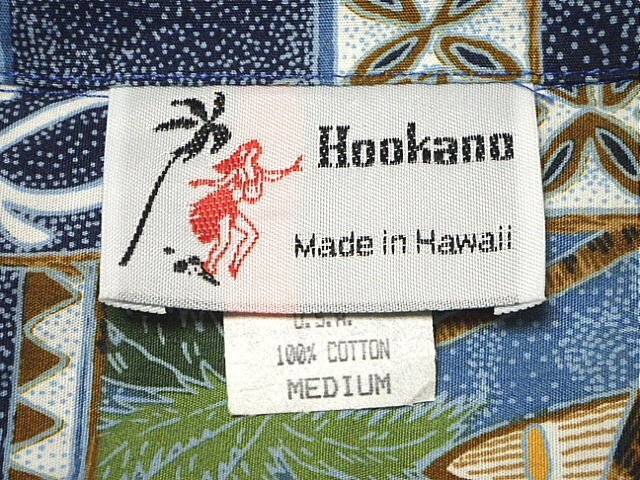 Hookano
Made in Hawaii
U.S.A.
100% COTTON
MEDIUM